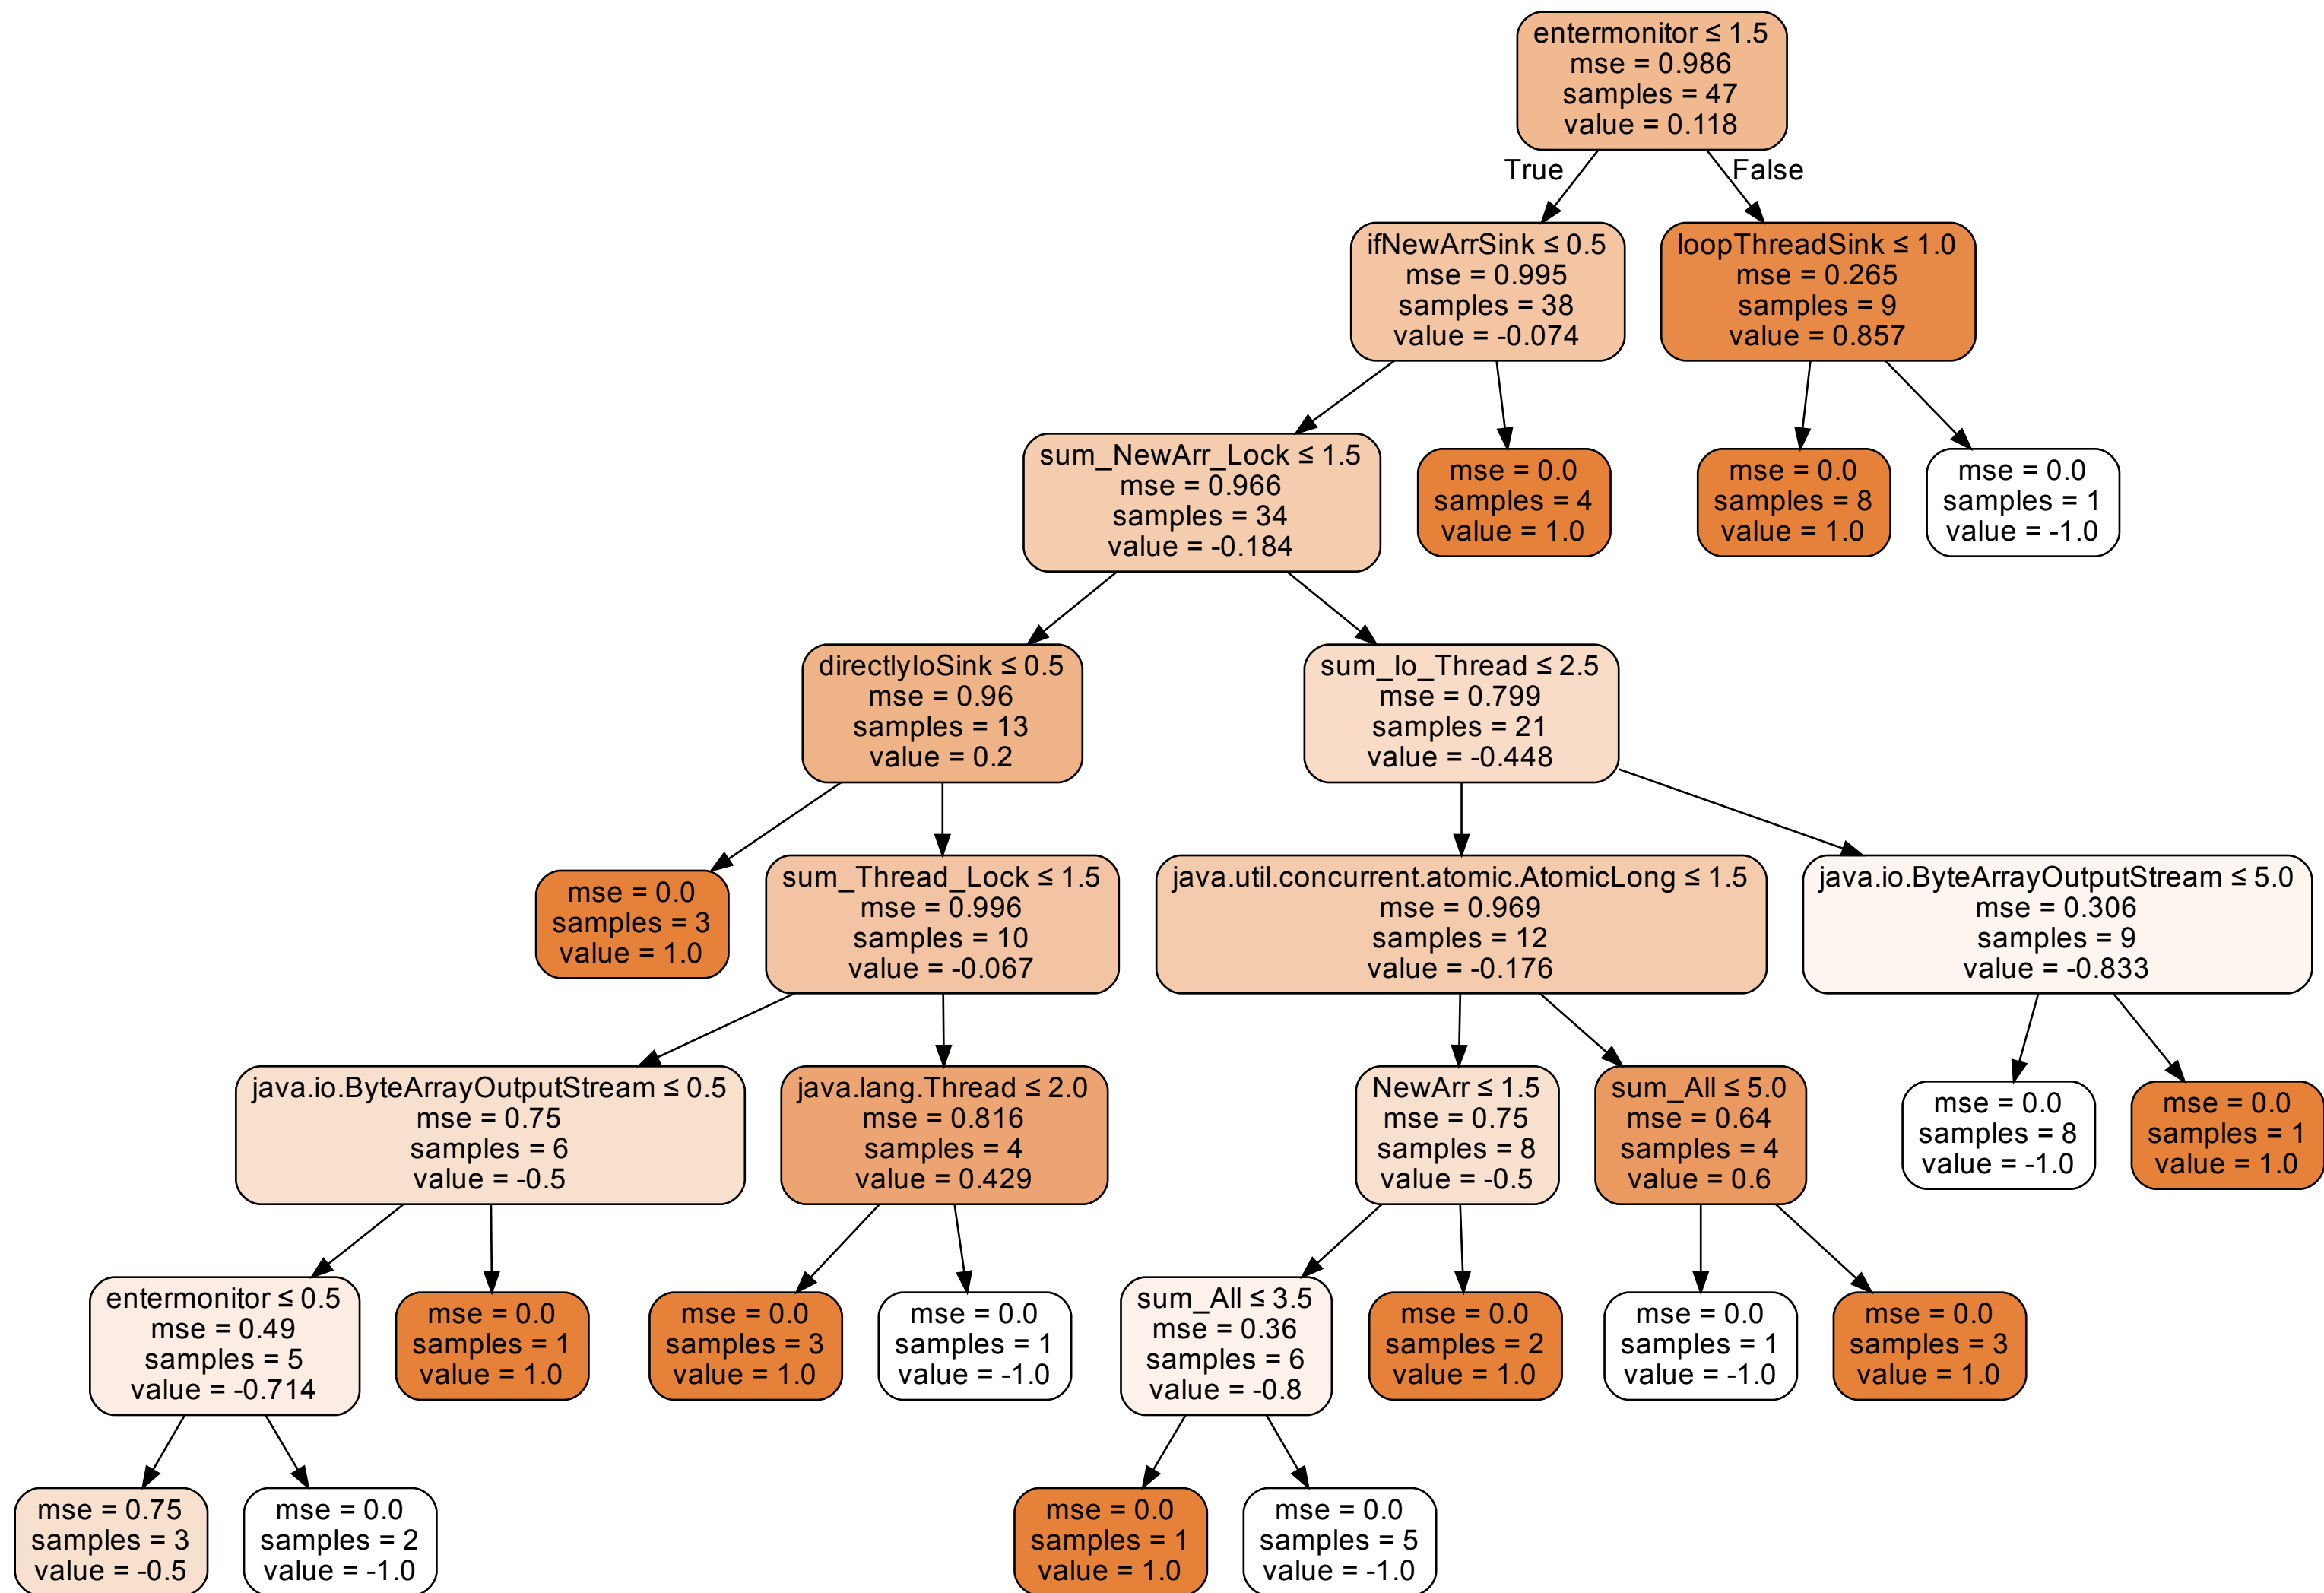 entermonitor ≤ 1.5
mse = 0.986
samples = 47
value = 0.118
True
False
ifNewArrSink ≤ 0.5
mse = 0.995
samples = 38
value = -0.074
loopThreadSink ≤ 1.0
mse = 0.265
samples = 9
value = 0.857
sum_NewArr_Lock ≤ 1.5
mse = 0.966
samples = 34
value = -0.184
mse = 0.0
samples = 4
value = 1.0
mse = 0.0
samples = 8
value = 1.0
mse = 0.0
samples = 1
value = -1.0
directlyIoSink ≤ 0.5
mse = 0.96
samples = 13
value = 0.2
sum_Io_Thread ≤ 2.5
mse = 0.799
samples = 21
value = -0.448
mse = 0.0
samples = 3
value = 1.0
sum_Thread_Lock ≤ 1.5
mse = 0.996
samples = 10
value = -0.067
java.util.concurrent.atomic.AtomicLong ≤ 1.5
mse = 0.969
samples = 12
value = -0.176
java.io.ByteArrayOutputStream ≤ 5.0
mse = 0.306
samples = 9
value = -0.833
java.io.ByteArrayOutputStream ≤ 0.5
mse = 0.75
samples = 6
value = -0.5
java.lang.Thread ≤ 2.0
mse = 0.816
samples = 4
value = 0.429
NewArr ≤ 1.5
mse = 0.75
samples = 8
value = -0.5
sum_All ≤ 5.0
mse = 0.64
samples = 4
value = 0.6
mse = 0.0
samples = 8
value = -1.0
mse = 0.0
samples = 1
value = 1.0
entermonitor ≤ 0.5
mse = 0.49
samples = 5
value = -0.714
mse = 0.0
samples = 1
value = 1.0
mse = 0.0
samples = 3
value = 1.0
mse = 0.0
samples = 1
value = -1.0
sum_All ≤ 3.5
mse = 0.36
samples = 6
value = -0.8
mse = 0.0
samples = 2
value = 1.0
mse = 0.0
samples = 1
value = -1.0
mse = 0.0
samples = 3
value = 1.0
mse = 0.75
samples = 3
value = -0.5
mse = 0.0
samples = 2
value = -1.0
mse = 0.0
samples = 1
value = 1.0
mse = 0.0
samples = 5
value = -1.0